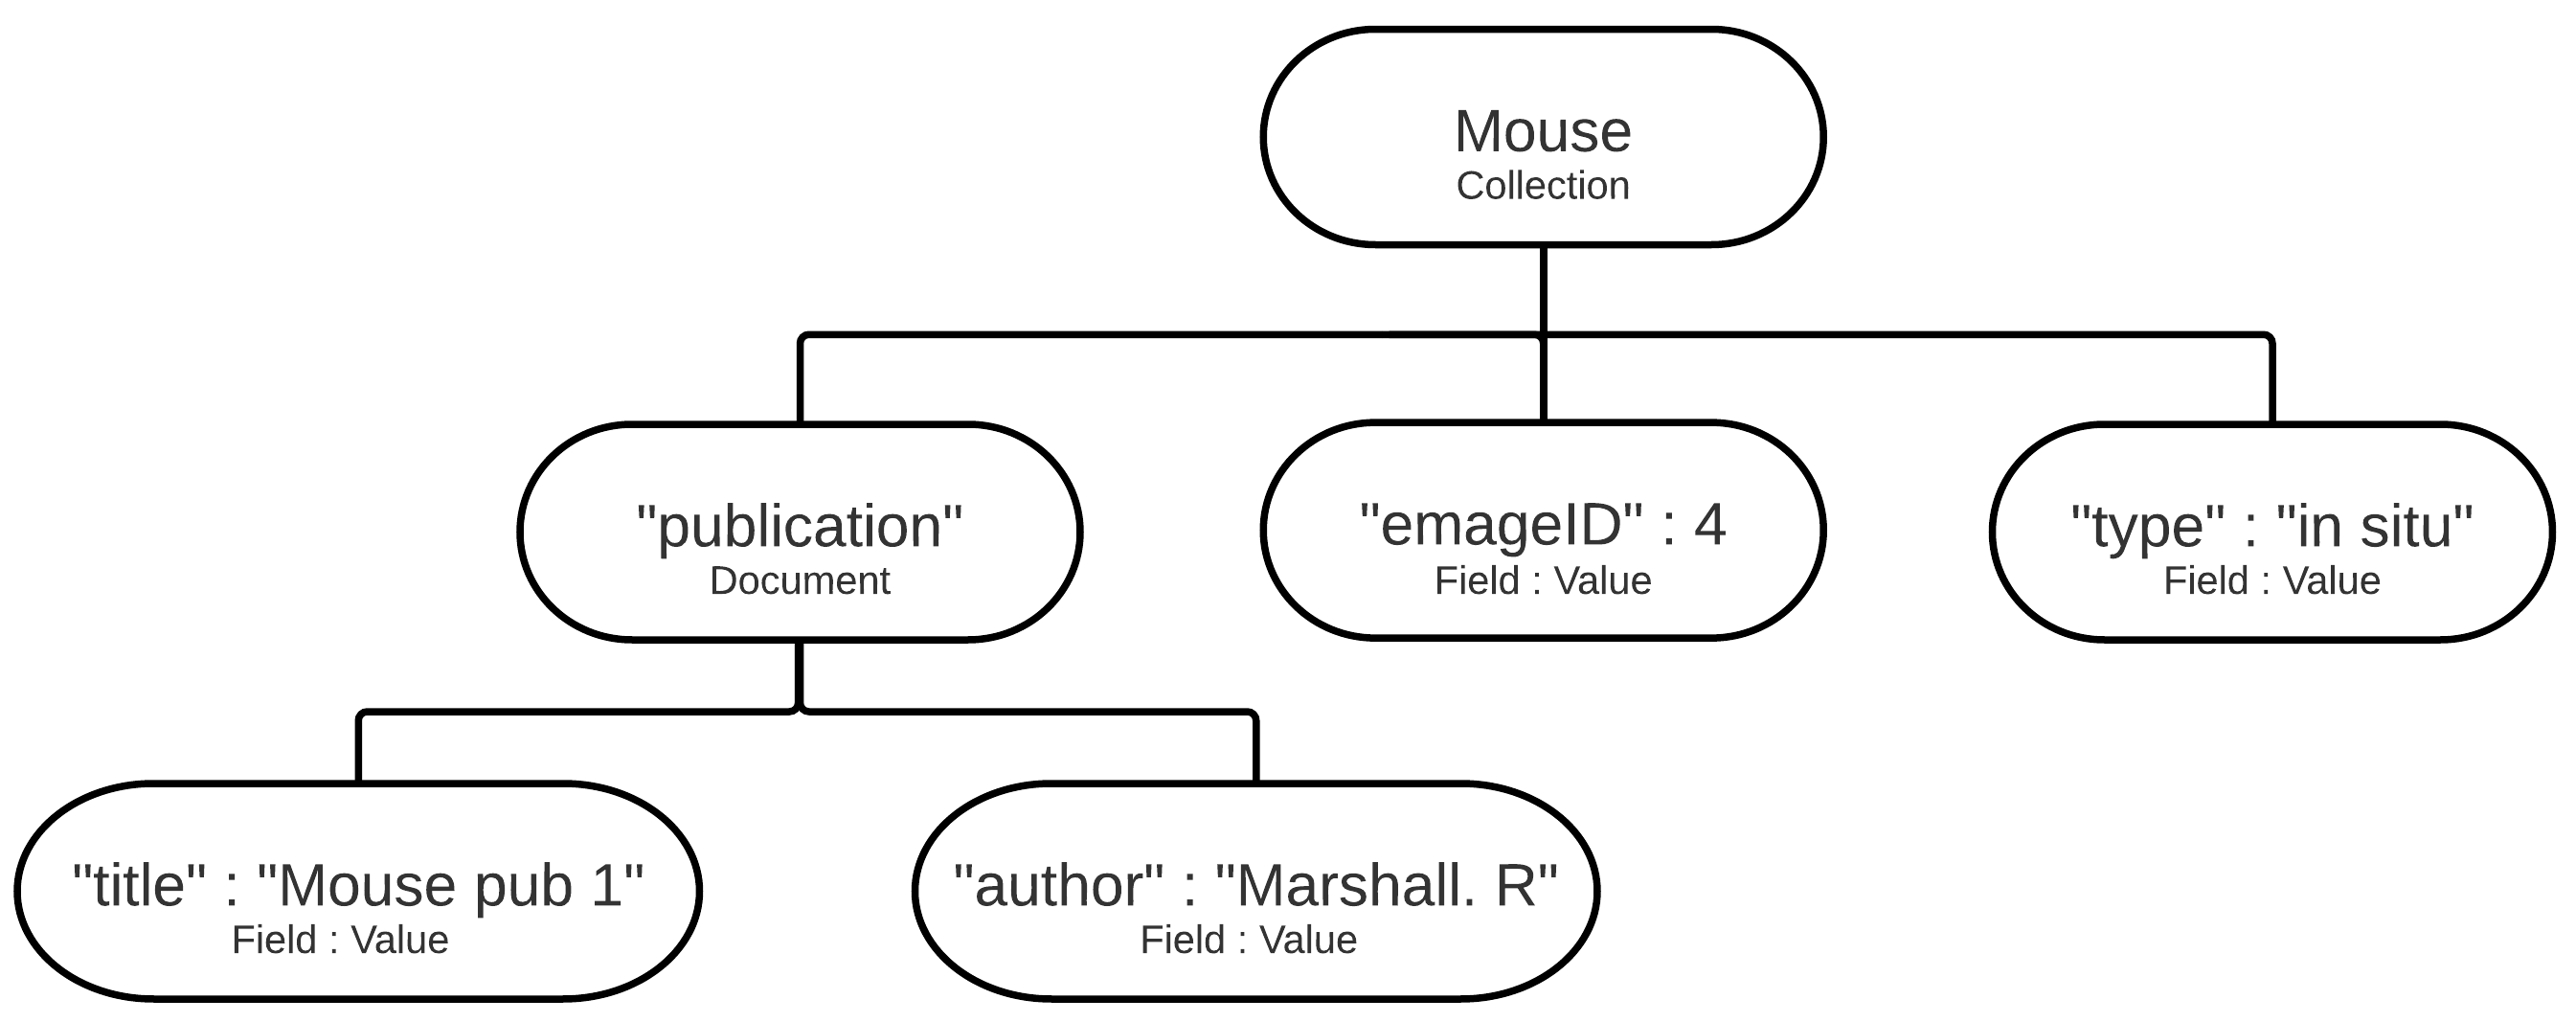 Mouse
Collection
"publication"
Document
"emageID" : 4
Field : Value
"type" : "in situ"
Field : Value
"title" : "Mouse pub 1"
Field : Value
"author" : "Marshall. R"
Field : Value